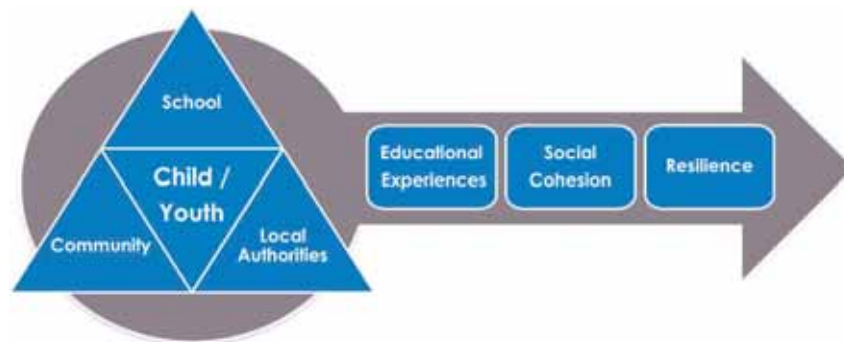 School
Child /
Youth
Community
Local
Authorities
Educational
Experiences
Social
Cohesion
Resilience